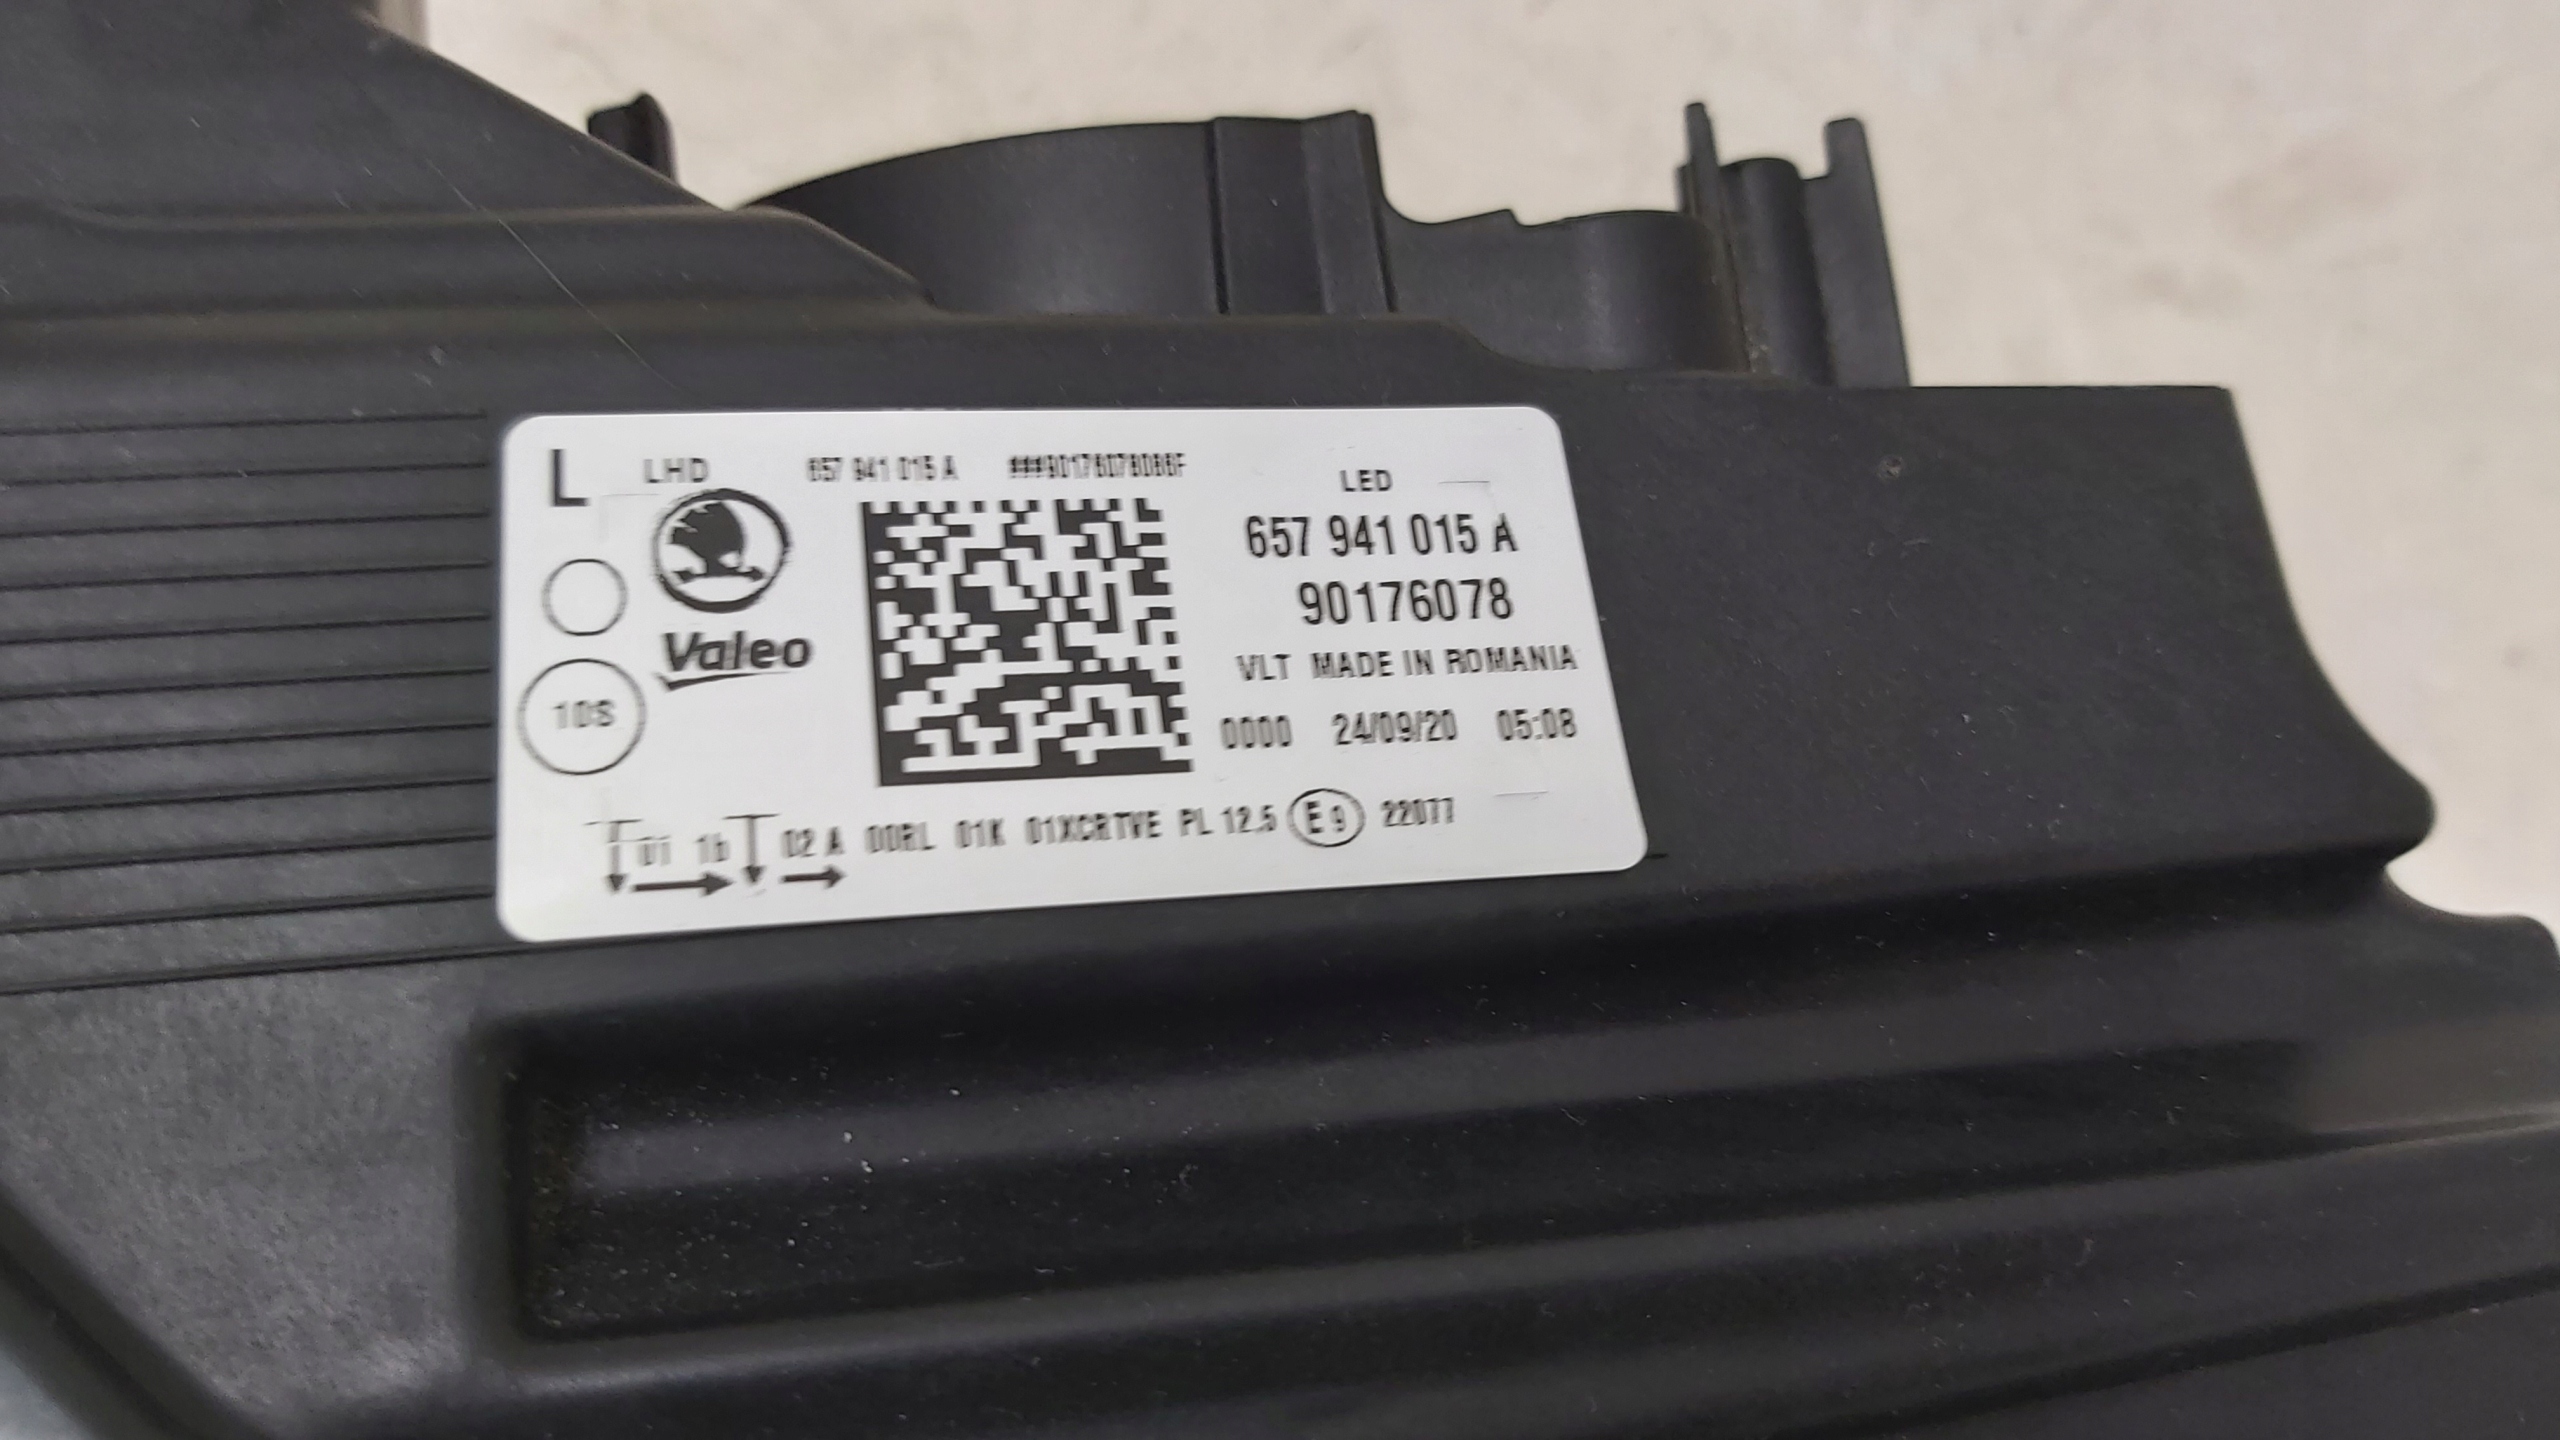 L LHD 657 941 015 A ###90176078086F
LED
657 941 015 A
90176078
Valeo
VLT MADE IN ROMANIA
10S
0000 24/09/20 05:08
01 1b 02 A 00RL 01K 01XCRTVE PL 12.5 E9 22077